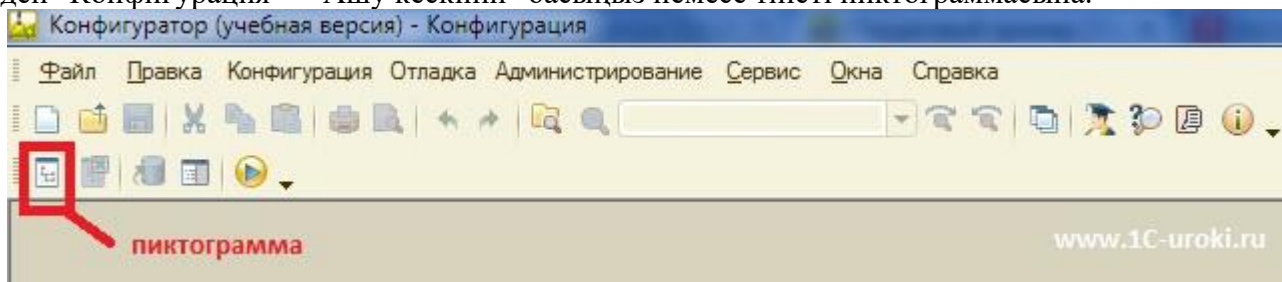 Конфигуратор (учебная версия) - Конфигурация
Файл Правка Конфигурация Отладка Администрирование Сервис Окна Справка
пиктограмма
www.1C-uroki.ru